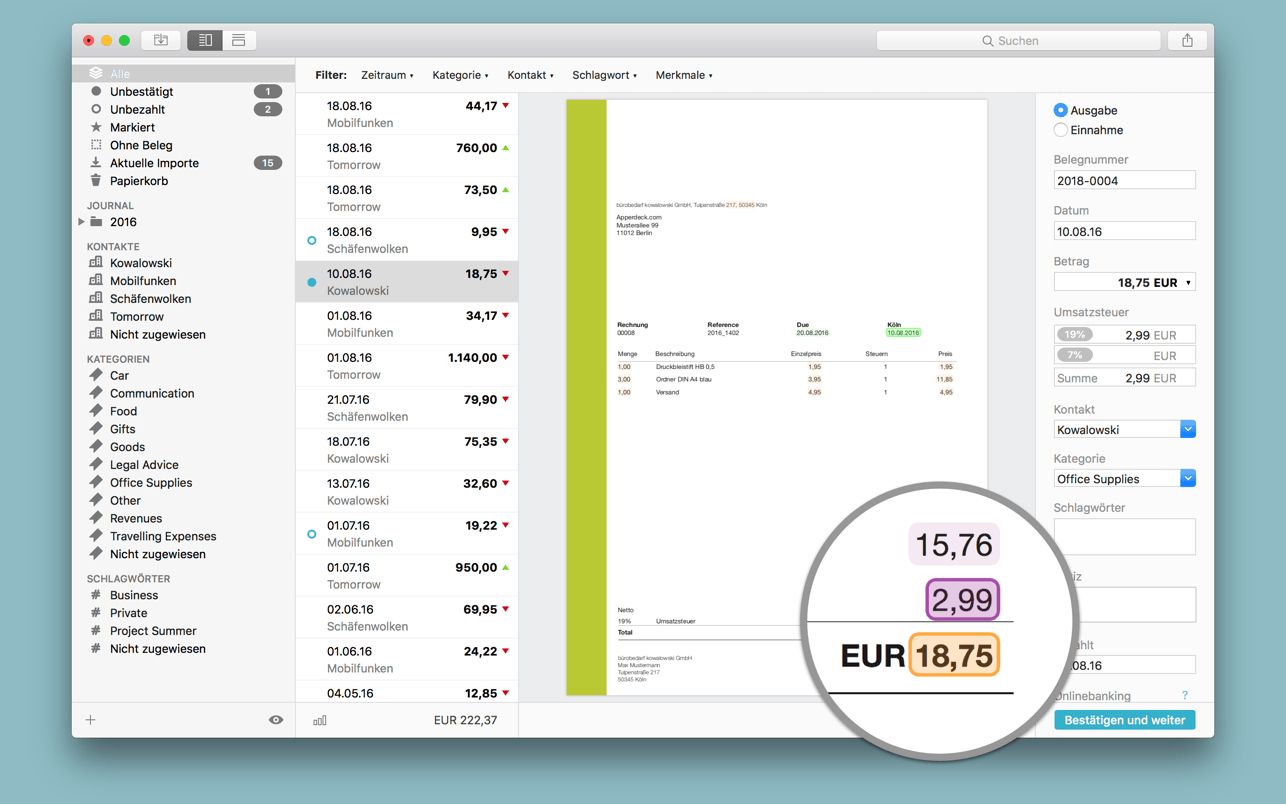 Suchen
Alle
Unbestätigt 1
Unbezahlt 2
Markiert
Ohne Beleg
Aktuelle Importe 15
Papierkorb
JOURNAL
2016
KONTAKTE
Kowalowski
Mobilfunken
Schäfenwolken
Tomorrow
Nicht zugewiesen
KATEGORIEN
Car
Communication
Food
Gifts
Goods
Legal Advice
Office Supplies
Other
Revenues
Travelling Expenses
Nicht zugewiesen
SCHLAGWÖRTER
# Business
# Private
# Project Summer
# Nicht zugewiesen
Filter: Zeitraum Kategorie Kontakt Schlagwort Merkmale
18.08.16 44,17
Mobilfunken
18.08.16 760,00
Tomorrow
18.08.16 73,50
Tomorrow
18.08.16 9,95
Schäfenwolken
10.08.16 18,75
Kowalowski
01.08.16 34,17
Mobilfunken
01.08.16 1.140,00
Tomorrow
21.07.16 79,90
Schäfenwolken
18.07.16 75,35
Kowalowski
13.07.16 32,60
Kowalowski
01.07.16 19,22
Mobilfunken
01.07.16 950,00
Tomorrow
02.06.16 69,95
Schäfenwolken
01.06.16 24,22
Mobilfunken
04.05.16 12,85
EUR 222,37
bürobedarf kowalowski GmbH, Tulpenstraße 217, 50345 Köln
Apperdeck.com
Musterallee 99
11012 Berlin
Rechnung Reference Due Köln
00008 2016_1402 20.08.2016 10.08.2016
Menge Beschreibung Einzelpreis Steuern Preis
1,00 Druckbleistift HB 0,5 1,95 1 1,95
3,00 Ordner DIN A4 blau 3,95 1 11,85
1,00 Versand 4,95 1 4,95
Netto
19% Umsatzsteuer
Total
15,76
2,99
EUR 18,75
bürobedarf kowalowski GmbH
Max Mustermann
Tulpenstraße 217
50345 Köln
Ausgabe
Einnahme
Belegnummer
2018-0004
Datum
10.08.16
Betrag
18,75 EUR
Umsatzsteuer
19% 2,99 EUR
7% EUR
Summe 2,99 EUR
Kontakt
Kowalowski
Kategorie
Office Supplies
Schlagwörter
iz
hlt
08.16
Onlinebanking ?
Bestätigen und weiter